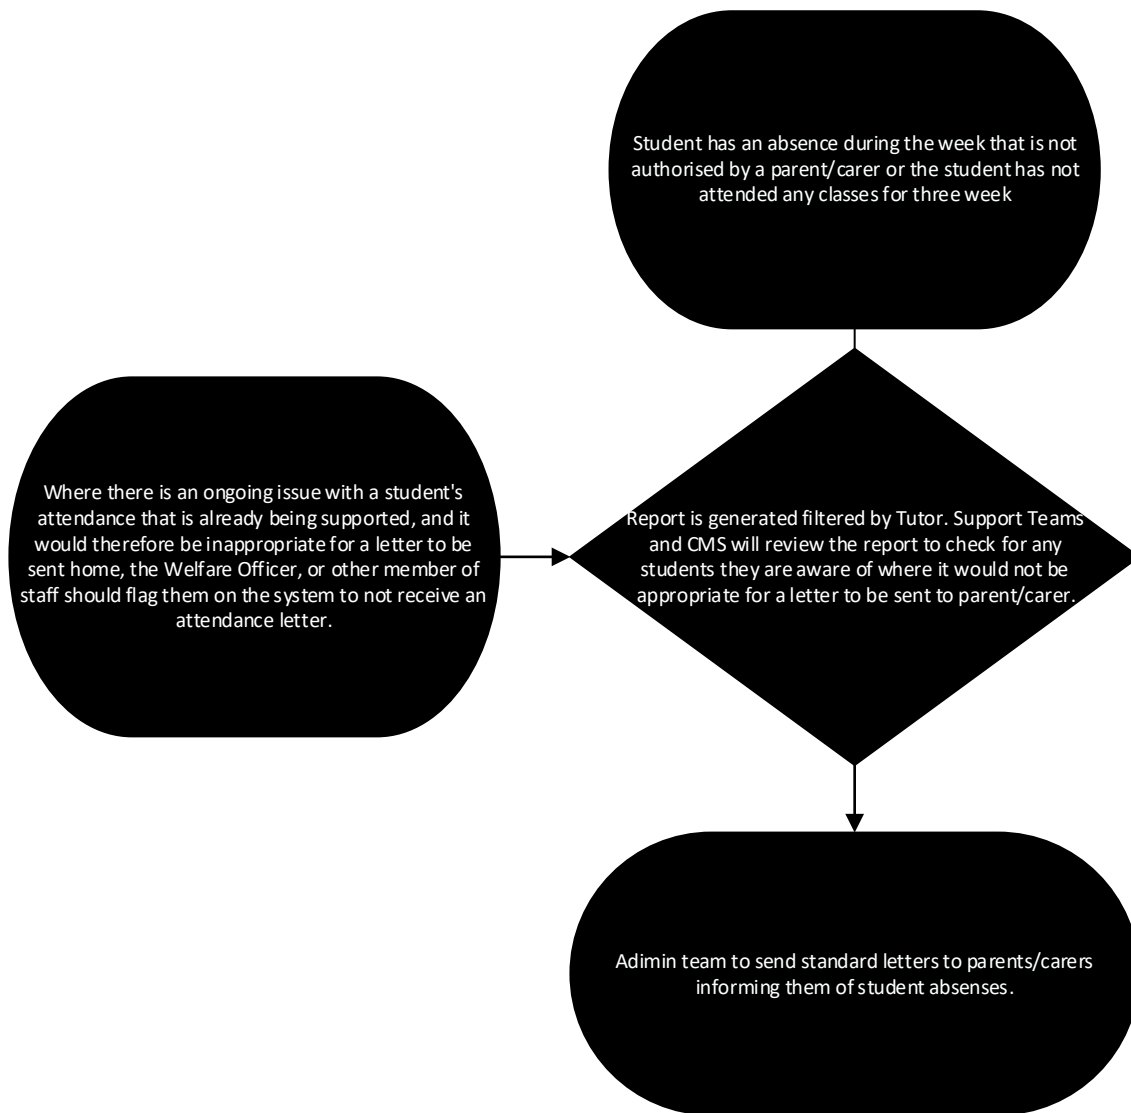 Student has an absence during the week that is not
authorised by a parent/carer or the student has not
attended any classes for three week
Where there is an ongoing issue with a student's
attendance that is already being supported, and it
would therefore be inappropriate for a letter to be
sent home, the Welfare Officer, or other member of
staff should flag them on the system to not receive an
attendance letter.
Report is generated filtered by Tutor. Support Teams
and CMS will review the report to check for any
students they are aware of where it would not be
appropriate for a letter to be sent to parent/carer.
Adimin team to send standard letters to parents/carers
informing them of student absenses.